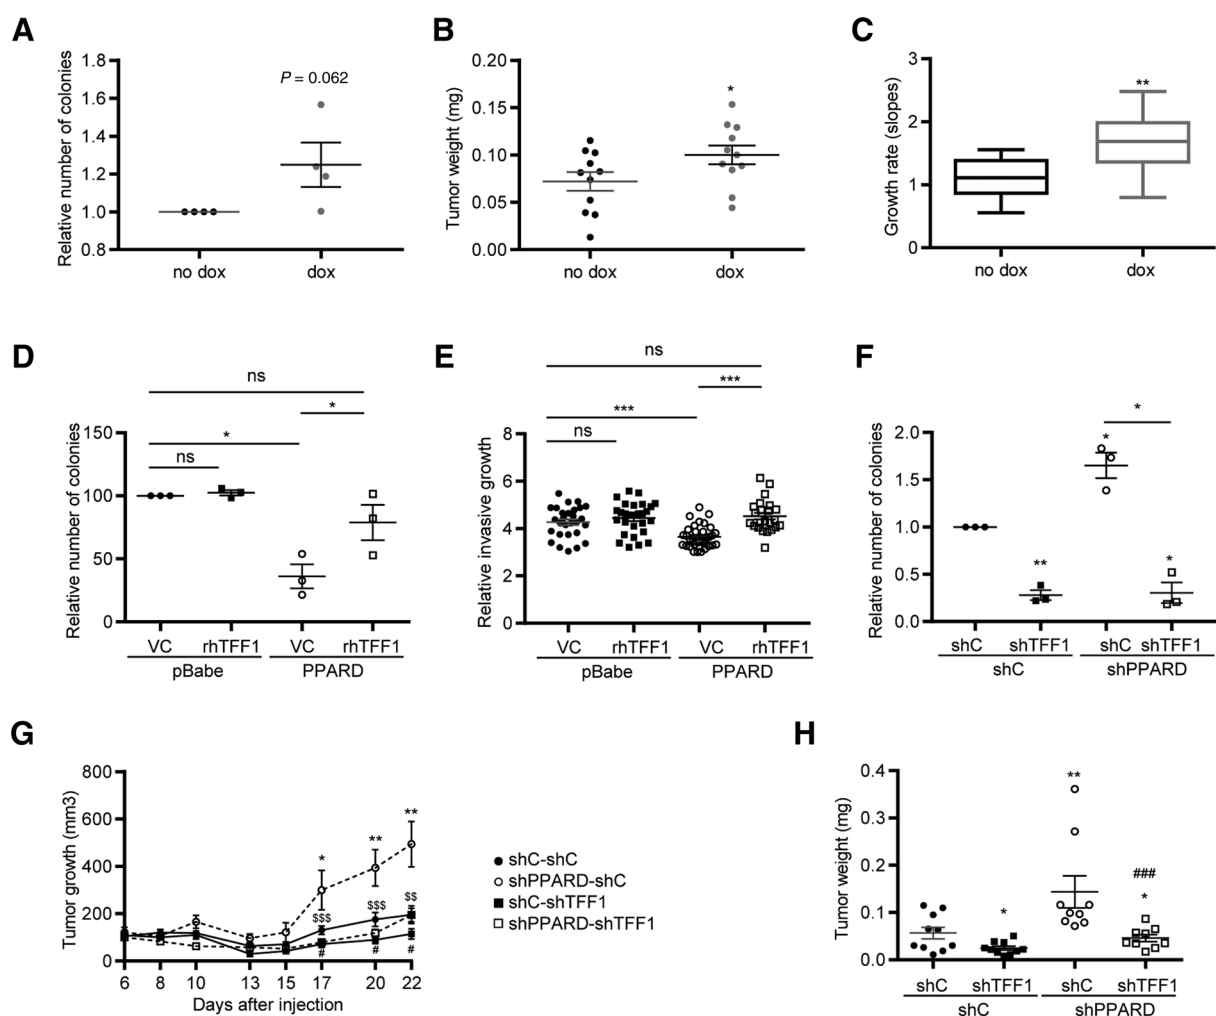 A
Relative number of colonies
1.8
1.6
1.4
1.2
1.0
0.8
P = 0.062
no dox
dox
B
Tumor weight (mg)
0.20
0.15
0.10
0.05
0.00
*
no dox
dox
C
Growth rate (slopes)
3
2
1
0
**
no dox
dox
D
Relative number of colonies
150
100
50
0
ns
*
*
ns
VC
rhTFF1
VC
rhTFF1
pBabe
PPARD
E
Relative invasive growth
8
6
4
2
0
ns
***
***
ns
VC
rhTFF1
VC
rhTFF1
pBabe
PPARD
F
Relative number of colonies
2.0
1.5
1.0
0.5
0.0
*
*
**
*
shC
shTFF1
shC
shTFF1
shC
shPPARD
G
Tumor growth (mm3)
800
600
400
200
0
*
**
**
$$$
$$$
$$
#
#
#
6
8
10
13
15
17
20
22
Days after injection
shC-shC
shPPARD-shC
shC-shTFF1
shPPARD-shTFF1
H
Tumor weight (mg)
0.4
0.3
0.2
0.1
0.0
**
###
*
*
shC
shTFF1
shC
shTFF1
shC
shPPARD